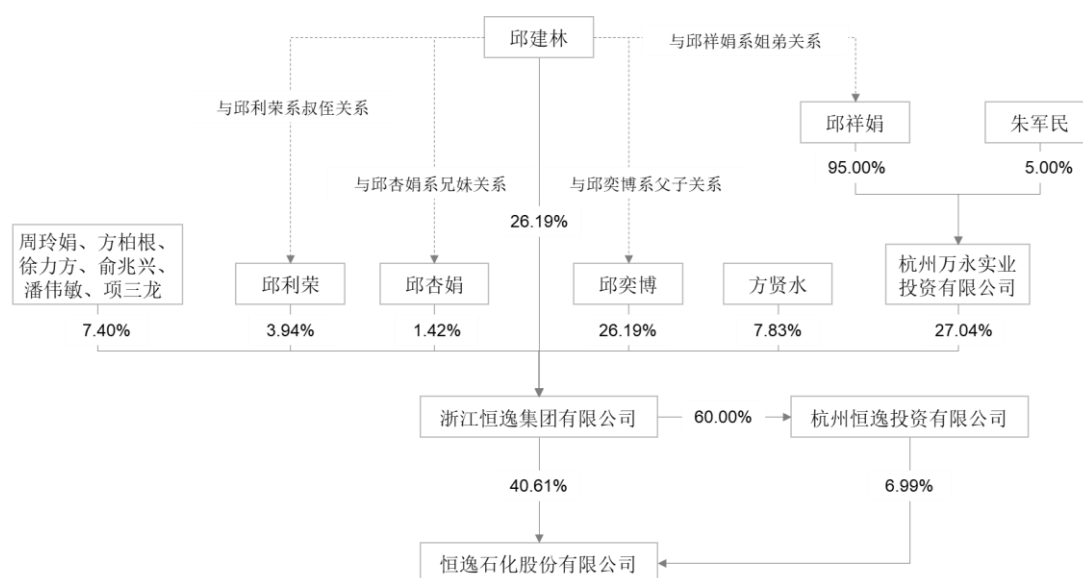 邱建林
与邱祥娟系姐弟关系
与邱利荣系叔侄关系
邱祥娟
朱军民
95.00%
5.00%
与邱杏娟系兄妹关系
与邱奕博系父子关系
26.19%
周玲娟、方柏根、
徐力方、俞兆兴、
潘伟敏、项三龙
邱利荣
邱杏娟
邱奕博
方贤水
杭州万永实业
投资有限公司
7.40%
3.94%
1.42%
26.19%
7.83%
27.04%
浙江恒逸集团有限公司
60.00%
杭州恒逸投资有限公司
40.61%
6.99%
恒逸石化股份有限公司